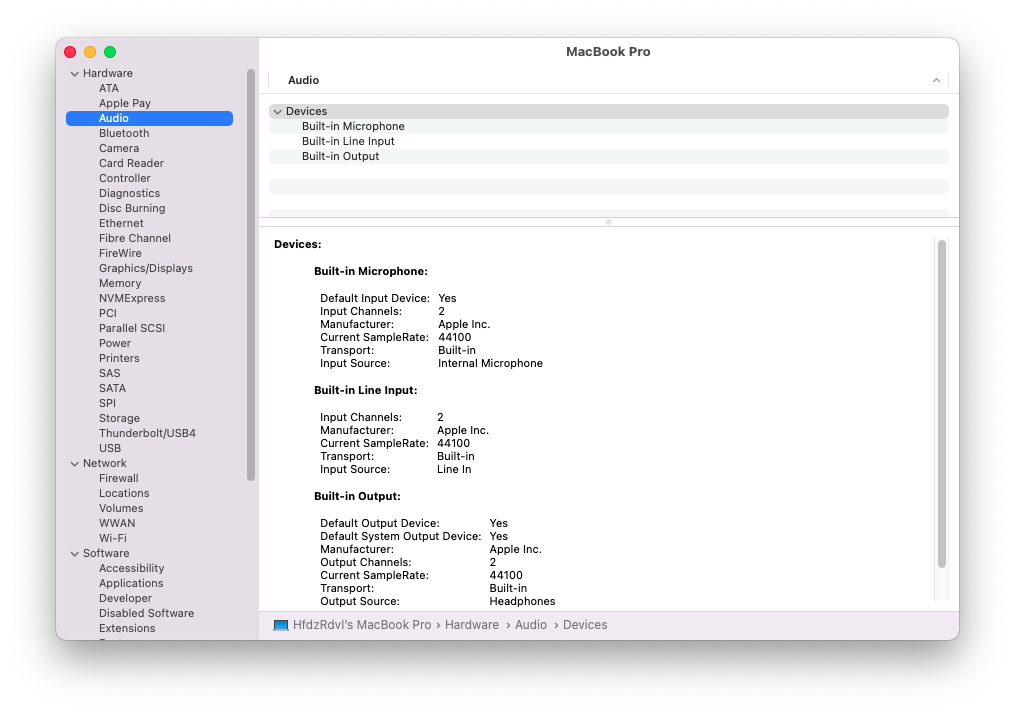 MacBook Pro
Hardware
ATA
Apple Pay
Audio
Bluetooth
Camera
Card Reader
Controller
Diagnostics
Disc Burning
Ethernet
Fibre Channel
FireWire
Graphics/Displays
Memory
NVMExpress
PCI
Parallel SCSI
Power
Printers
SAS
SATA
SPI
Storage
Thunderbolt/USB4
USB
Network
Firewall
Locations
Volumes
WWAN
Wi-Fi
Software
Accessibility
Applications
Developer
Disabled Software
Extensions
Audio
Devices
Built-in Microphone
Built-in Line Input
Built-in Output
Devices:
Built-in Microphone:
Default Input Device: Yes
Input Channels: 2
Manufacturer: Apple Inc.
Current SampleRate: 44100
Transport: Built-in
Input Source: Internal Microphone
Built-in Line Input:
Input Channels: 2
Manufacturer: Apple Inc.
Current SampleRate: 44100
Transport: Built-in
Input Source: Line In
Built-in Output:
Default Output Device: Yes
Default System Output Device: Yes
Manufacturer: Apple Inc.
Output Channels: 2
Current SampleRate: 44100
Transport: Built-in
Output Source: Headphones
HfdzRdvl's MacBook Pro › Hardware › Audio › Devices